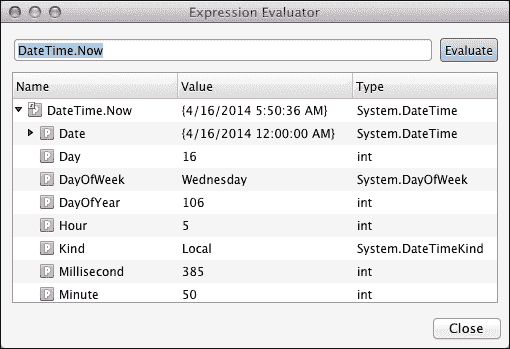 Expression Evaluator
DateTime.Now Evaluate
Name Value Type
DateTime.Now {4/16/2014 5:50:36 AM} System.DateTime
Date {4/16/2014 12:00:00 AM} System.DateTime
Day 16 int
DayOfWeek Wednesday System.DayOfWeek
DayOfYear 106 int
Hour 5 int
Kind Local System.DateTimeKind
Millisecond 385 int
Minute 50 int
Close